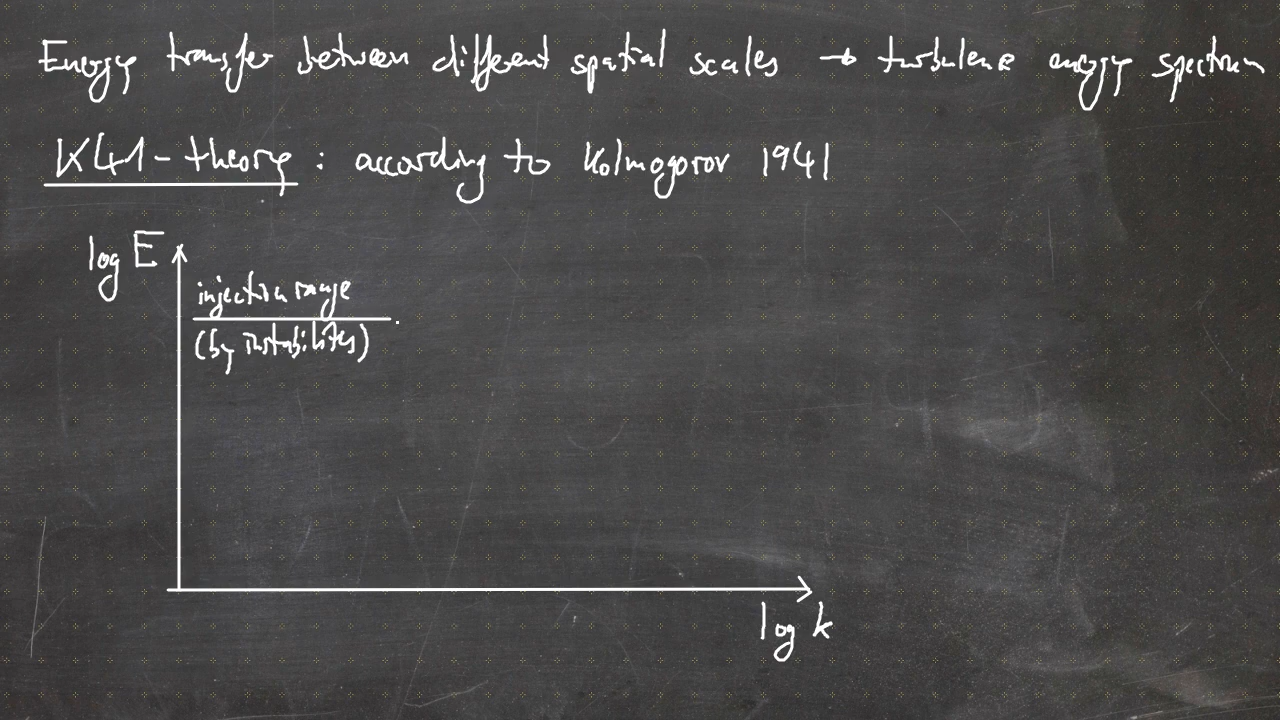 Energy transfer between different spatial scales → turbulence energy spectrum
K41-theory : according to Kolmogorov 1941
log E
injection range
(by instabilites)
log k